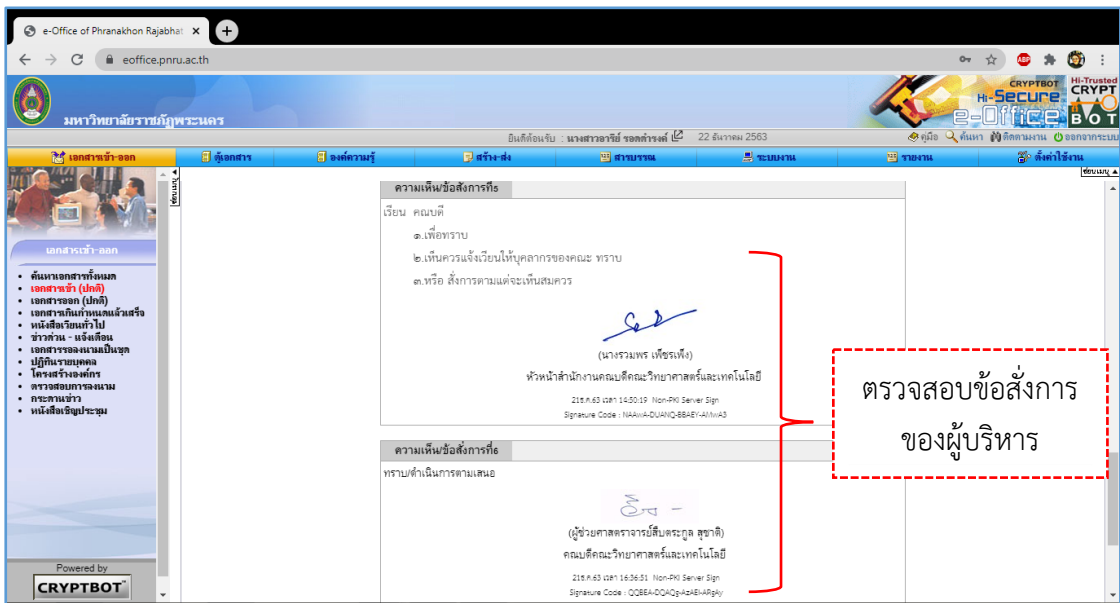 e-Office of Phranakhon Rajabhat
eoffice.pnru.ac.th
ABP
มหาวิทยาลัยราชภัฏพระนคร
CRYPTBOT
Hi-Secure
e-Office
Hi-Trusted
CRYPT
BOT
ยินดีต้อนรับ : นางสาวอารีย์ รอดดำรงค์ 22 ธันวาคม 2563
คู่มือ ค้นหา ติดตามงาน ออกจากระบบ
เอกสารเข้า-ออก ตู้เอกสาร องค์ความรู้ สร้าง-ส่ง สารบรรณ ระบบงาน รายงาน ตั้งค่าใช้งาน
ซ่อนเมนู
ซ่อนเมนู
เอกสารเข้า-ออก
ค้นหาเอกสารทั้งหมด
เอกสารเข้า (ปกติ)
เอกสารออก (ปกติ)
เอกสารเกินกำหนดแล้วเสร็จ
หนังสือเวียนทั่วไป
ข่าวด่วน - แจ้งเตือน
เอกสารรอลงนามเป็นชุด
ปฏิทินรายบุคคล
โครงสร้างองค์กร
ตรวจสอบการลงนาม
กระดานข่าว
หนังสือเชิญประชุม
Powered by
CRYPTBOT
ความเห็น/ข้อสั่งการที่๕
เรียน คณบดี
๑.เพื่อทราบ
๒.เห็นควรแจ้งเวียนให้บุคลากรของคณะ ทราบ
๓.หรือ สั่งการตามแต่จะเห็นสมควร
(นางรวมพร เพ็ชรเพ็ง)
หัวหน้าสำนักงานคณบดีคณะวิทยาศาสตร์และเทคโนโลยี
21ธ.ค.63 เวลา 14:50:19 Non-PKI Server Sign
Signature Code : NAAwA-DUANQ-BBAEY-AMwA3
ความเห็น/ข้อสั่งการที่๖
ทราบ/ดำเนินการตามเสนอ
(ผู้ช่วยศาสตราจารย์สืบตระกูล สุขาติ)
คณบดีคณะวิทยาศาสตร์และเทคโนโลยี
21ธ.ค.63 เวลา 16:36:51 Non-PKI Server Sign
Signature Code : QQBEA-DQAQg-AzAEI-ARgAy
ตรวจสอบข้อสั่งการ
ของผู้บริหาร